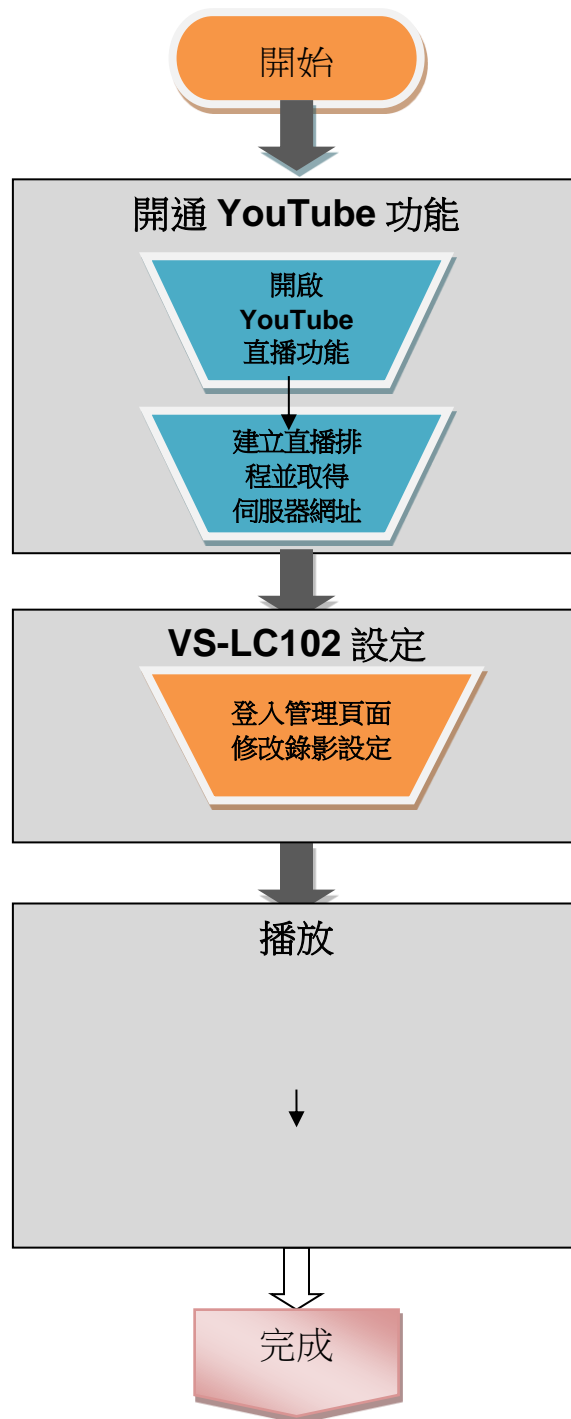 開始
開通 YouTube 功能
開啟
YouTube
直播功能
建立直播排
程並取得
伺服器網址
VS-LC102 設定
登入管理頁面
修改錄影設定
播放
完成